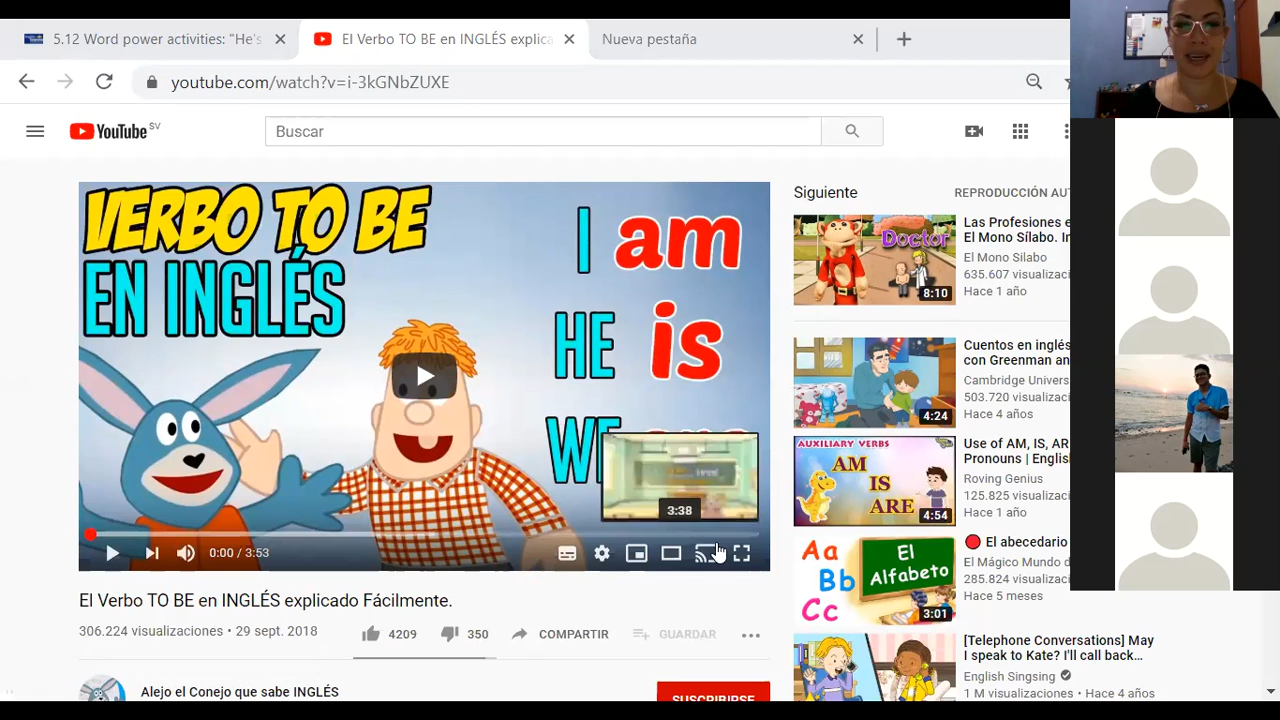 5.12 Word power activities: "He's
El Verbo TO BE en INGLÉS explica
Nueva pestaña
youtube.com/watch?v=i-3kGNbZUXE
YouTube SV
Buscar
VERBO TO BE
EN INGLÉS
I am
HE is
WE
3:38
0:00 / 3:53
El Verbo TO BE en INGLÉS explicado Fácilmente.
306.224 visualizaciones • 29 sept. 2018
4209
350
COMPARTIR
GUARDAR
Alejo el Conejo que sabe INGLÉS
SUSCRIBIRSE
Siguiente
REPRODUCCIÓN AUT
Doctor
8:10
Las Profesiones e
El Mono Sílabo. In
El Mono Silabo
635.607 visualizaci
Hace 1 año
4:24
Cuentos en inglés
con Greenman an
Cambridge Univers
503.720 visualizaci
Hace 4 años
AUXILIARY VERBS
AM
IS
ARE
4:54
Use of AM, IS, AR
Pronouns | English
Roving Genius
125.825 visualizaci
Hace 1 año
Aa
Bb
Cc
El
Alfabeto
3:01
El abecedario
El Mágico Mundo d
285.824 visualizaci
Hace 5 meses
[Telephone Conversations] May
I speak to Kate? I'll call back...
English Singsing
1 M visualizaciones • Hace 4 años